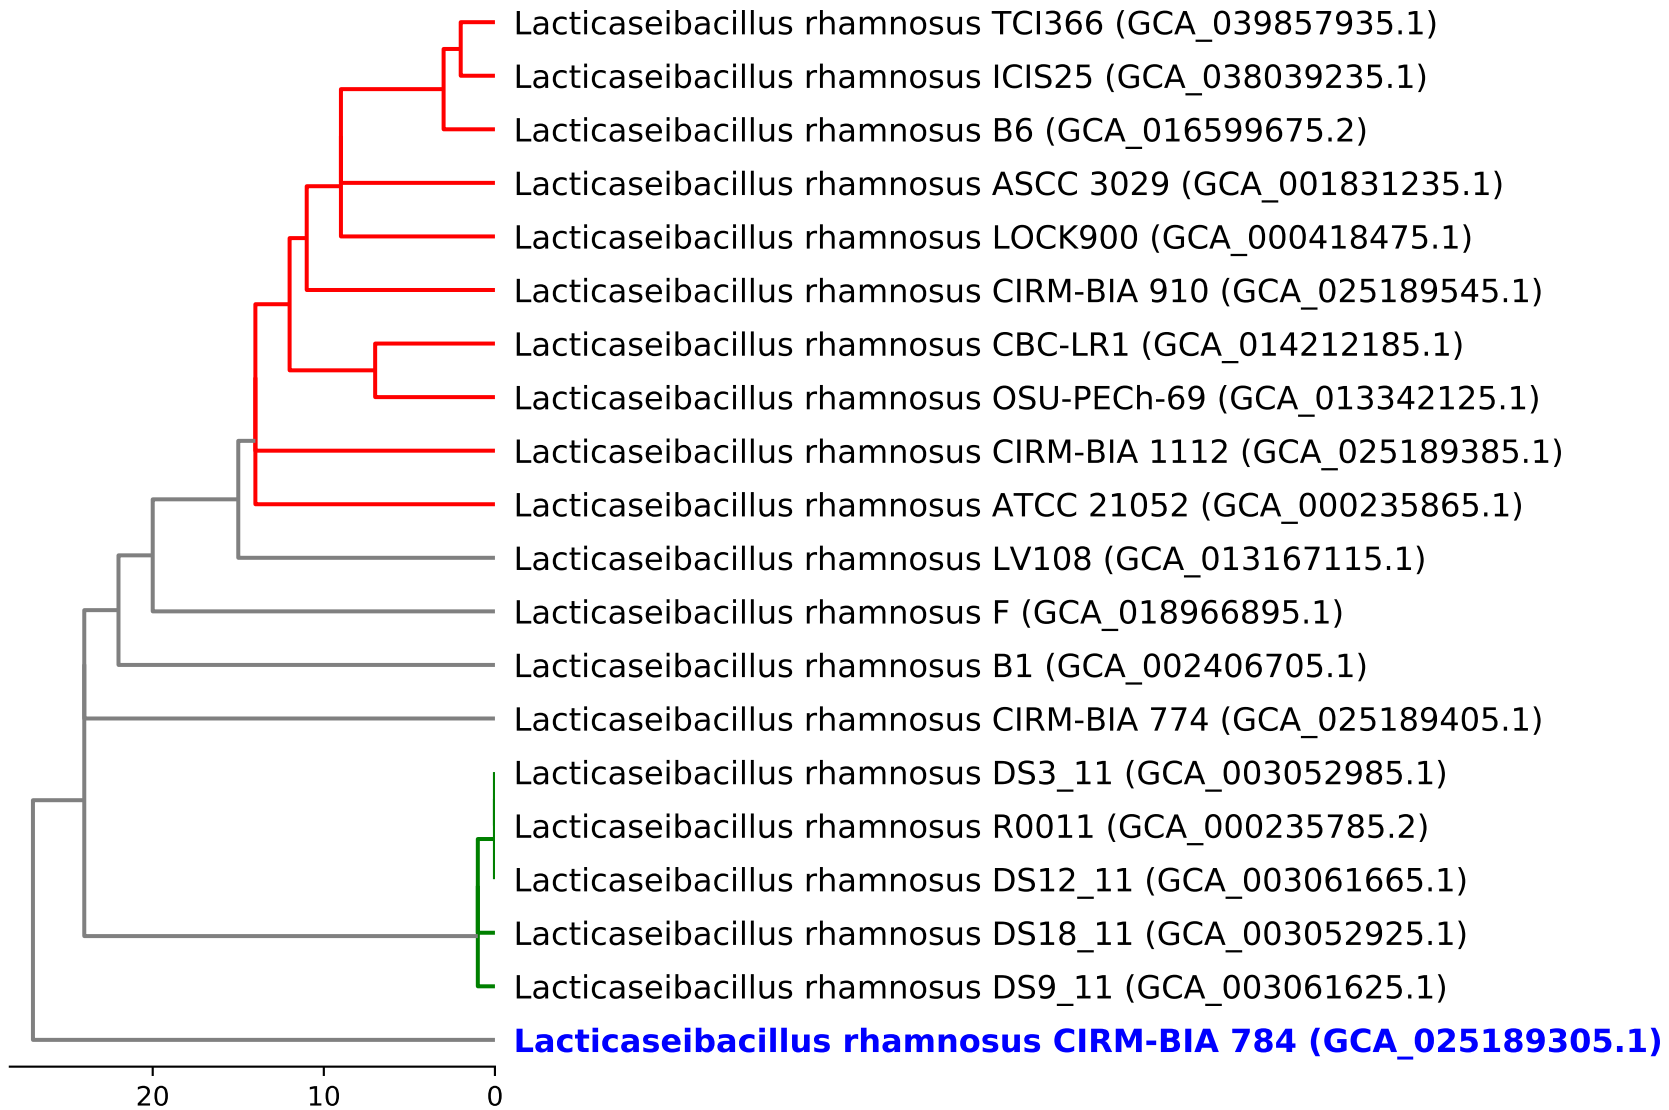 Lacticaseibacillus rhamnosus TCI366 (GCA_039857935.1)
Lacticaseibacillus rhamnosus ICIS25 (GCA_038039235.1)
Lacticaseibacillus rhamnosus B6 (GCA_016599675.2)
Lacticaseibacillus rhamnosus ASCC 3029 (GCA_001831235.1)
Lacticaseibacillus rhamnosus LOCK900 (GCA_000418475.1)
Lacticaseibacillus rhamnosus CIRM-BIA 910 (GCA_025189545.1)
Lacticaseibacillus rhamnosus CBC-LR1 (GCA_014212185.1)
Lacticaseibacillus rhamnosus OSU-PECh-69 (GCA_013342125.1)
Lacticaseibacillus rhamnosus CIRM-BIA 1112 (GCA_025189385.1)
Lacticaseibacillus rhamnosus ATCC 21052 (GCA_000235865.1)
Lacticaseibacillus rhamnosus LV108 (GCA_013167115.1)
Lacticaseibacillus rhamnosus F (GCA_018966895.1)
Lacticaseibacillus rhamnosus B1 (GCA_002406705.1)
Lacticaseibacillus rhamnosus CIRM-BIA 774 (GCA_025189405.1)
Lacticaseibacillus rhamnosus DS3_11 (GCA_003052985.1)
Lacticaseibacillus rhamnosus R0011 (GCA_000235785.2)
Lacticaseibacillus rhamnosus DS12_11 (GCA_003061665.1)
Lacticaseibacillus rhamnosus DS18_11 (GCA_003052925.1)
Lacticaseibacillus rhamnosus DS9_11 (GCA_003061625.1)
Lacticaseibacillus rhamnosus CIRM-BIA 784 (GCA_025189305.1)
20 10 0